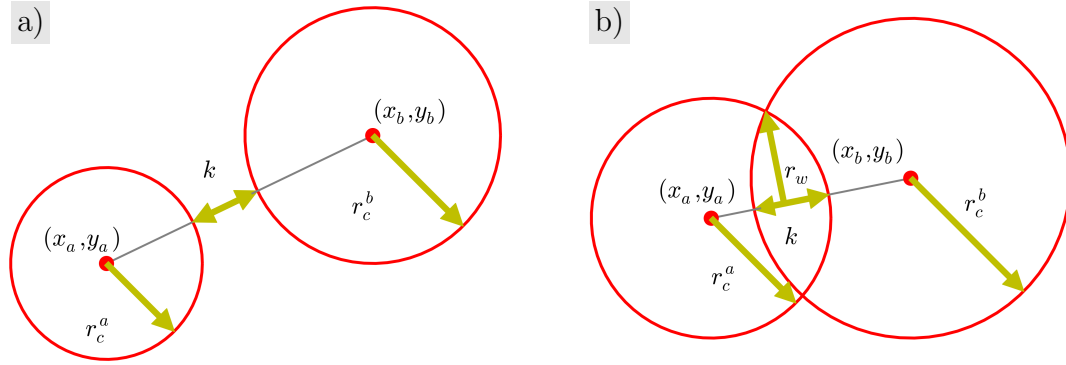 a)
(x_b,y_b)
k
r_c^b
(x_a,y_a)
r_c^a
b)
(x_b,y_b)
r_w
(x_a,y_a)
r_c^b
k
r_c^a